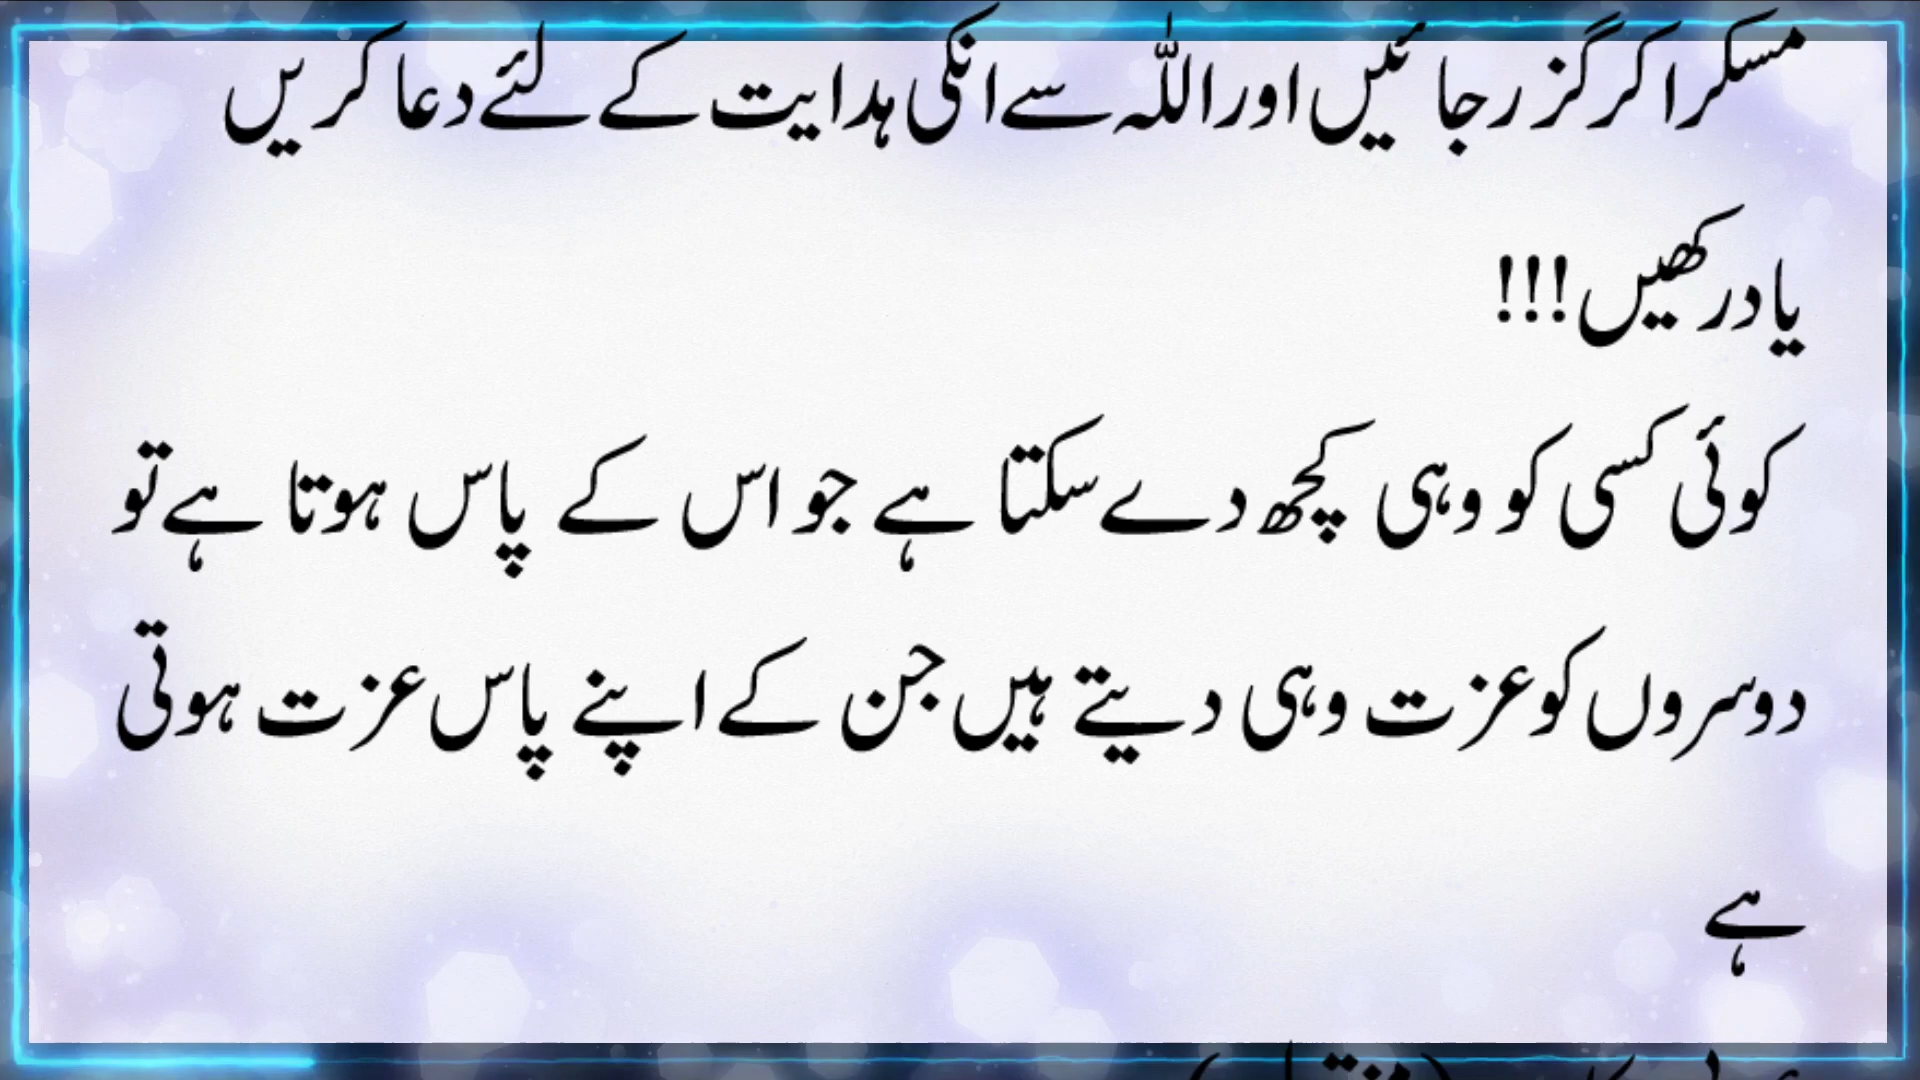 مسکرا کر گزر جائیں اور اللّٰہ سے انکی ہدایت کے لئے دعا کریں
یاد رکھیں!!!
کوئی کسی کو وہی کچھ دے سکتا ہے جو اس کے پاس ہوتا ہے تو
دوسروں کو عزت وہی دیتے ہیں جن کے اپنے پاس عزت ہوتی
ہے